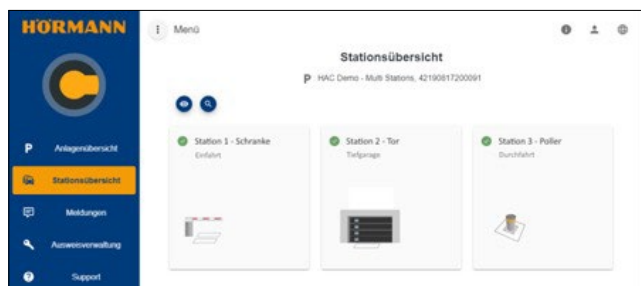 HÖRMANN
Menü
Stationsübersicht
P HAC Demo - Multi Stations, 42190817200091
P Anlagenübersicht
Stationsübersicht
Meldungen
Ausweisverwaltung
Support
Station 1 - Schranke
Einfahrt
Station 2 - Tor
Tiefgarage
Station 3 - Poller
Durchfahrt